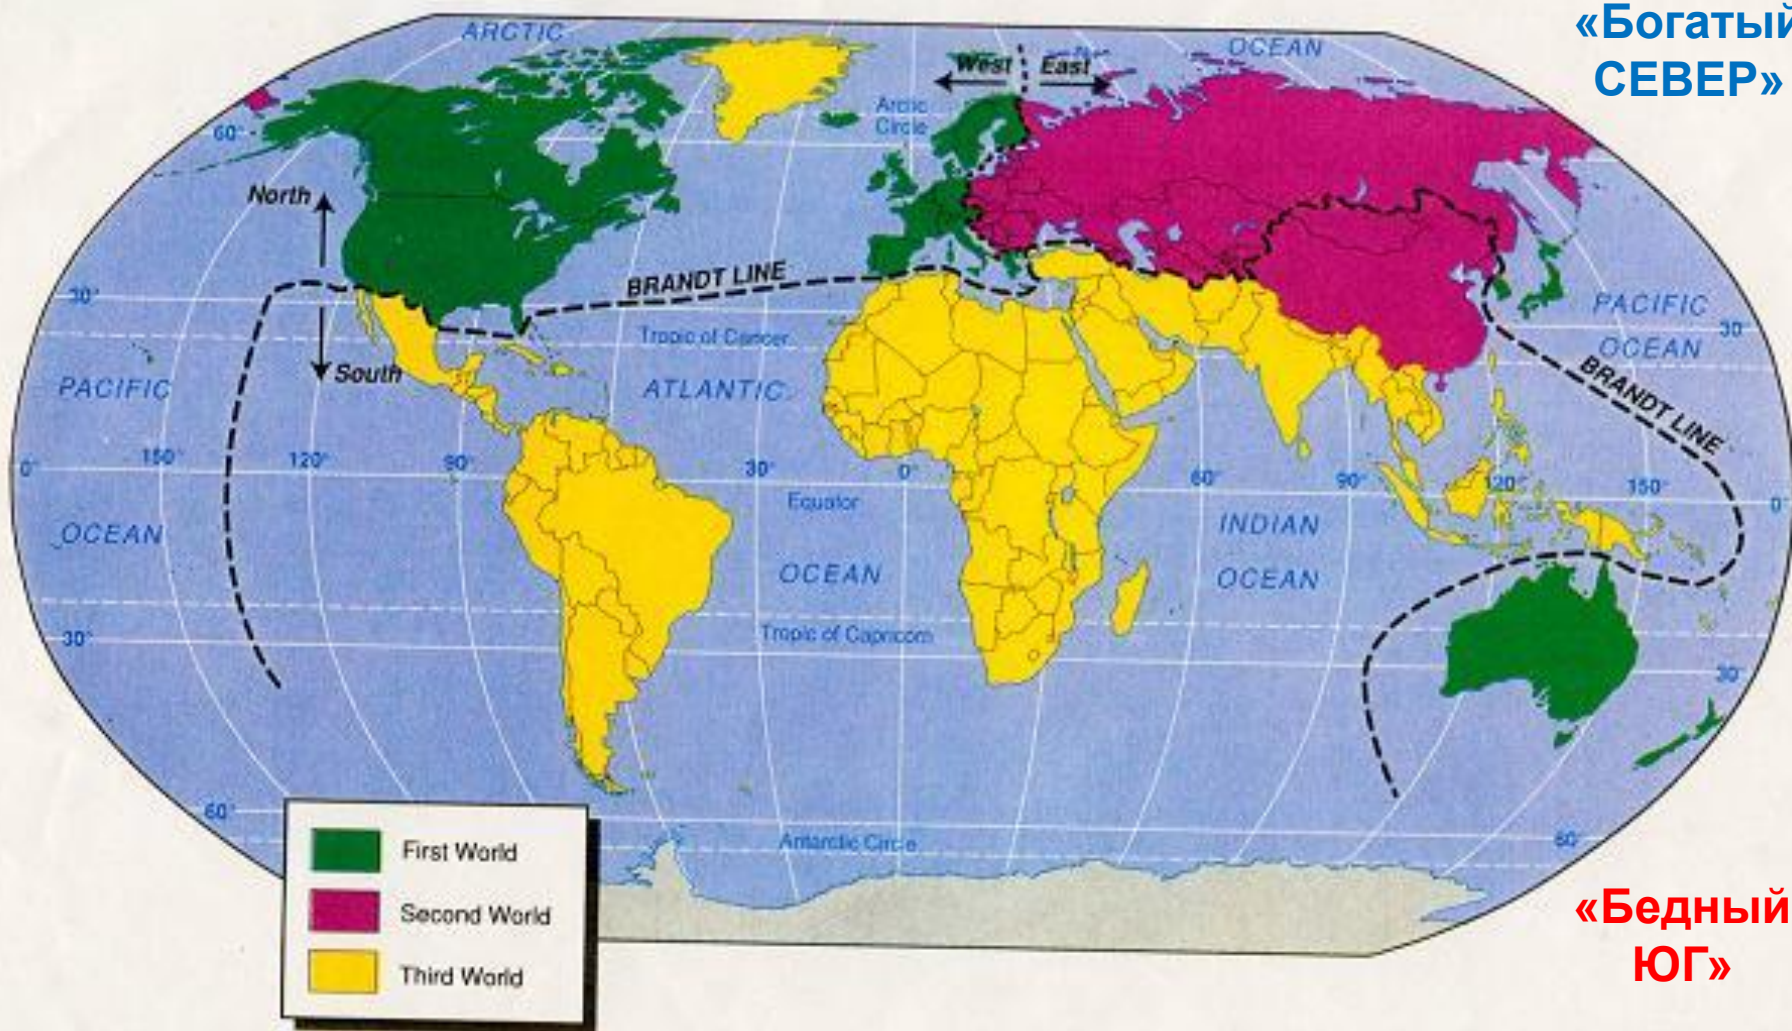 «Богатый
СЕВЕР»
ARCTIC
OCEAN
West East
Arctic
Circle
60°
North
BRANDT LINE
30°
PACIFIC
OCEAN
30°
Tropic of Cancer
South
PACIFIC
ATLANTIC
BRANDT LINE
0°
150°
120°
90°
30°
0°
60°
90°
120°
150°
0°
Equator
OCEAN
INDIAN
OCEAN
OCEAN
30°
Tropic of Capricorn
30°
60°
Antarctic Circle
60°
First World
Second World
Third World
«Бедный
ЮГ»